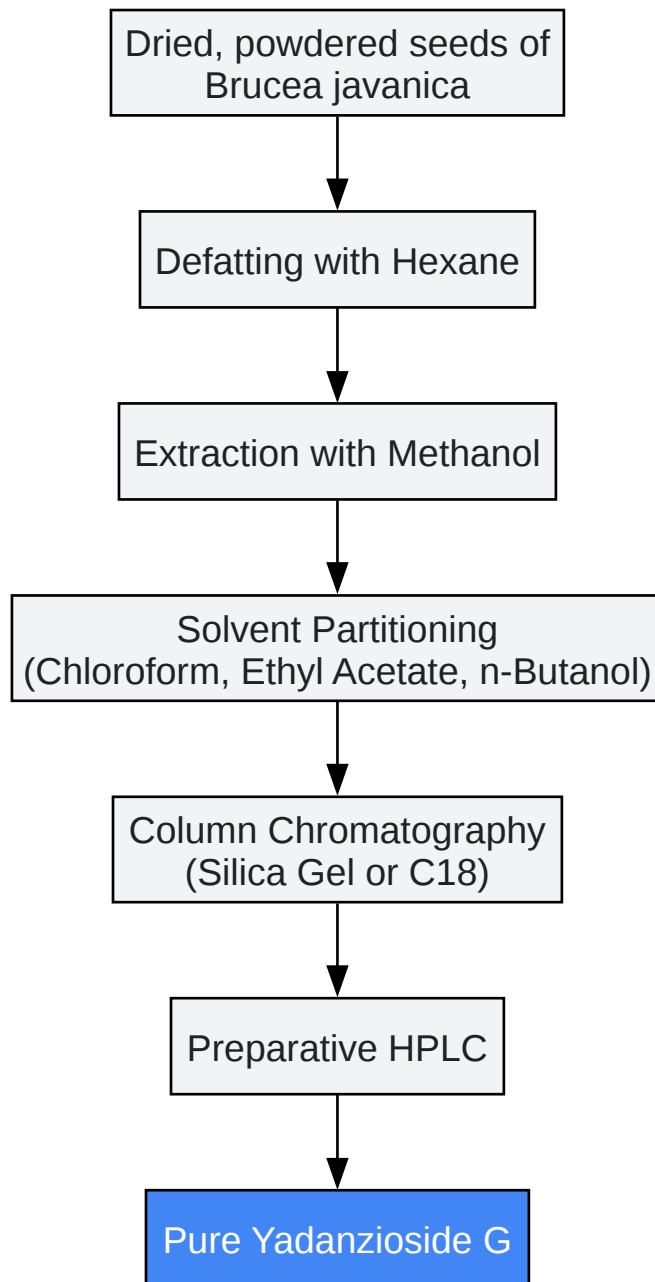 Dried, powdered seeds of
Brucea javanica
Defatting with Hexane
Extraction with Methanol
Solvent Partitioning
(Chloroform, Ethyl Acetate, n-Butanol)
Column Chromatography
(Silica Gel or C18)
Preparative HPLC
Pure Yadanzioside G